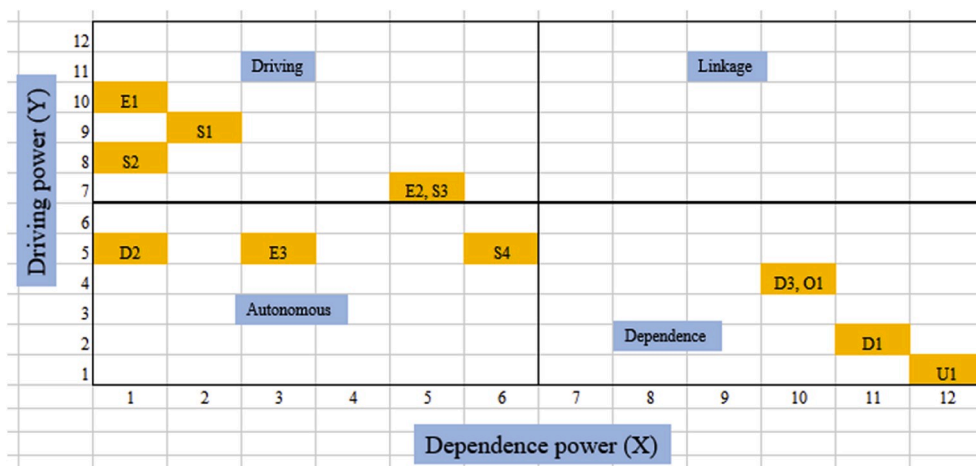 12
11 Driving Linkage
10 E1
9 S1
8 S2
7 E2, S3
6
5 D2 E3 S4
4 D3, O1
3 Autonomous
2 Dependence D1
1 U1
1 2 3 4 5 6 7 8 9 10 11 12
Driving power (Y)
Dependence power (X)